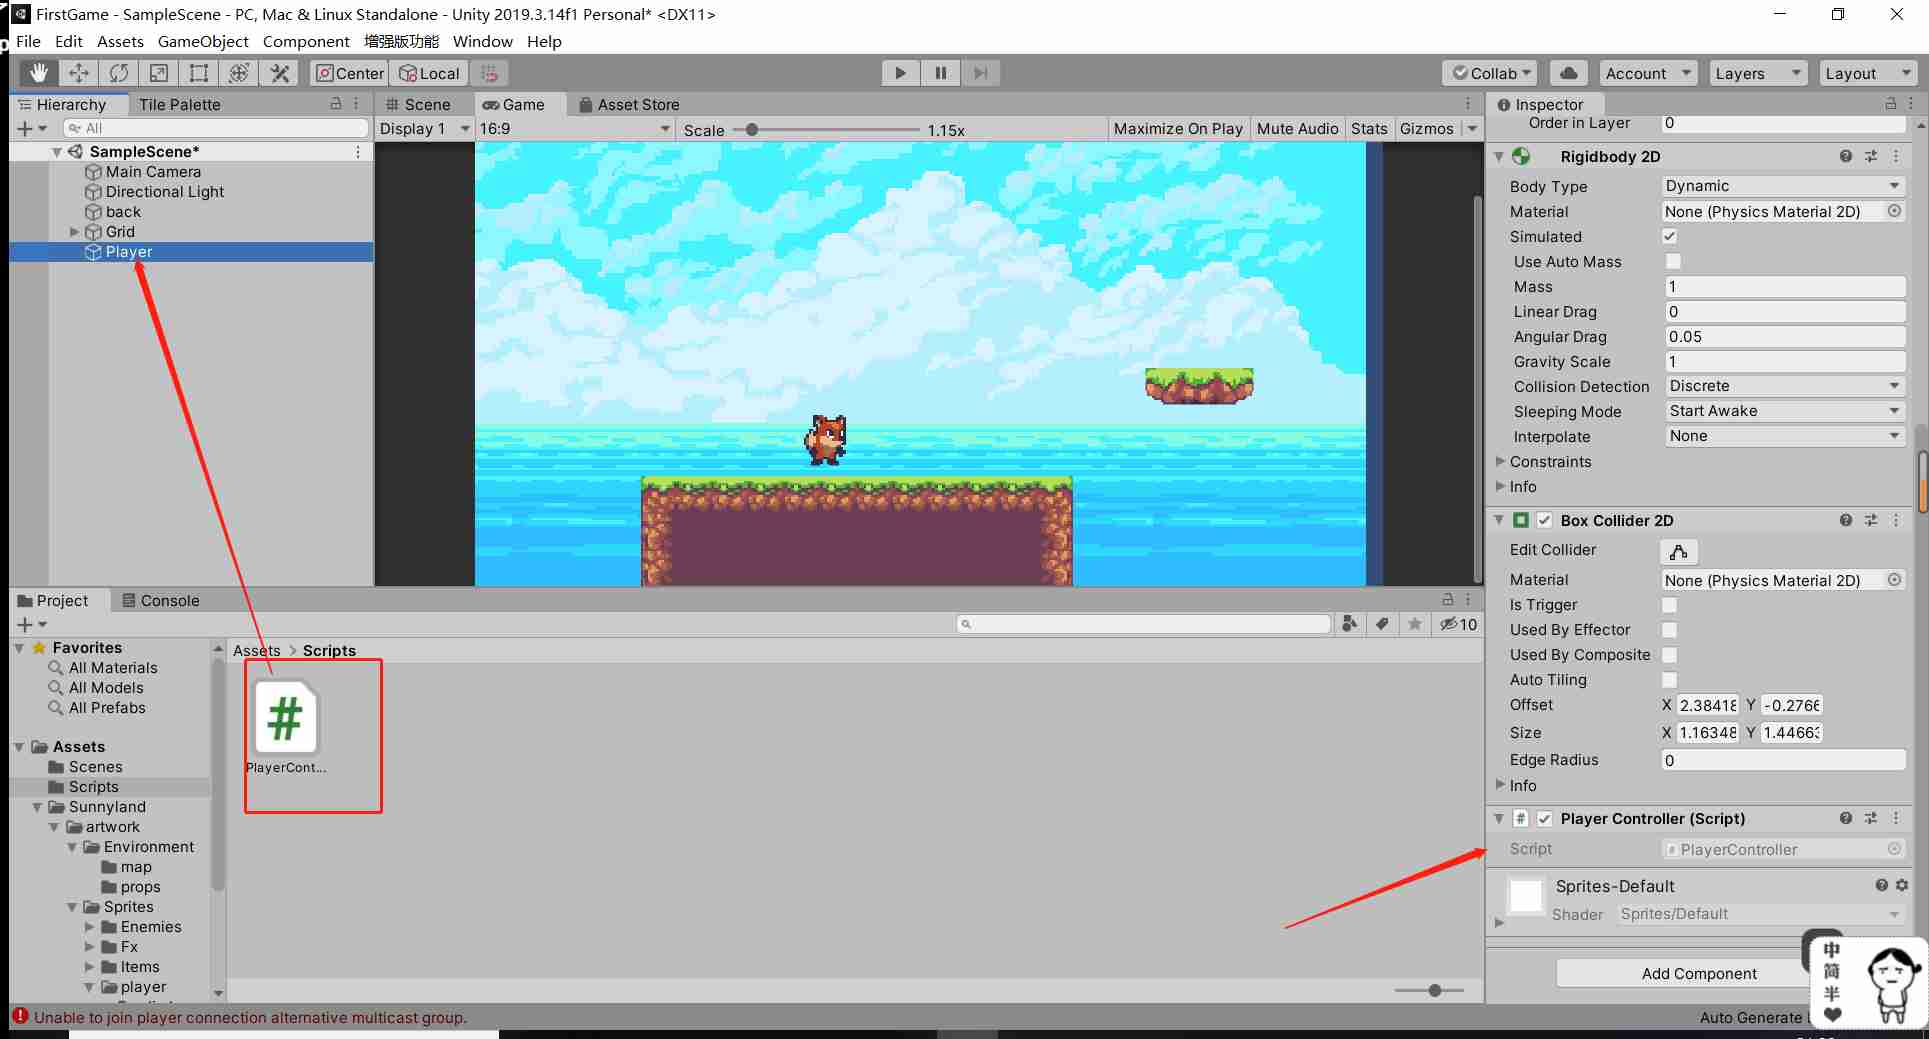 FirstGame - SampleScene - PC, Mac & Linux Standalone - Unity 2019.3.14f1 Personal* <DX11>
File Edit Assets GameObject Component 增强版功能 Window Help
Center Local Collab Account Layers Layout
Hierarchy Tile Palette Scene Game Asset Store Inspector
All Display 1 16:9 Scale 1.15x Maximize On Play Mute Audio Stats Gizmos
SampleScene*
Main Camera
Directional Light
back
Grid
Player
Order in Layer 0
Rigidbody 2D
Body Type Dynamic
Material None (Physics Material 2D)
Simulated
Use Auto Mass
Mass 1
Linear Drag 0
Angular Drag 0.05
Gravity Scale 1
Collision Detection Discrete
Sleeping Mode Start Awake
Interpolate None
Constraints
Info
Box Collider 2D
Edit Collider
Material None (Physics Material 2D)
Is Trigger
Used By Effector
Used By Composite
Auto Tiling
Offset X 2.38418 Y -0.2766
Size X 1.16348 Y 1.4466
Edge Radius 0
Info
Player Controller (Script)
Script # PlayerController
Sprites-Default
Shader Sprites/Default
Add Component
Project Console
10
Favorites
All Materials
All Models
All Prefabs
Assets
Scenes
Scripts
Sunnyland
artwork
Environment
map
props
Sprites
Enemies
Fx
Items
player
Assets > Scripts
#
PlayerCont...
Unable to join player connection alternative multicast group.
Auto Generate
中
简
半